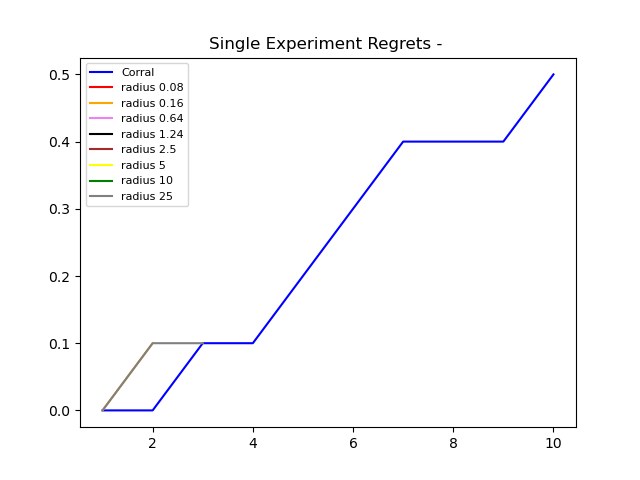 Single Experiment Regrets -
Corral
radius 0.08
radius 0.16
radius 0.64
radius 1.24
radius 2.5
radius 5
radius 10
radius 25
0.5
0.4
0.3
0.2
0.1
0.0
2 4 6 8 10